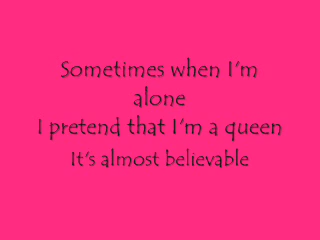 Sometimes when I'm
alone
I pretend that I'm a queen
It's almost believable